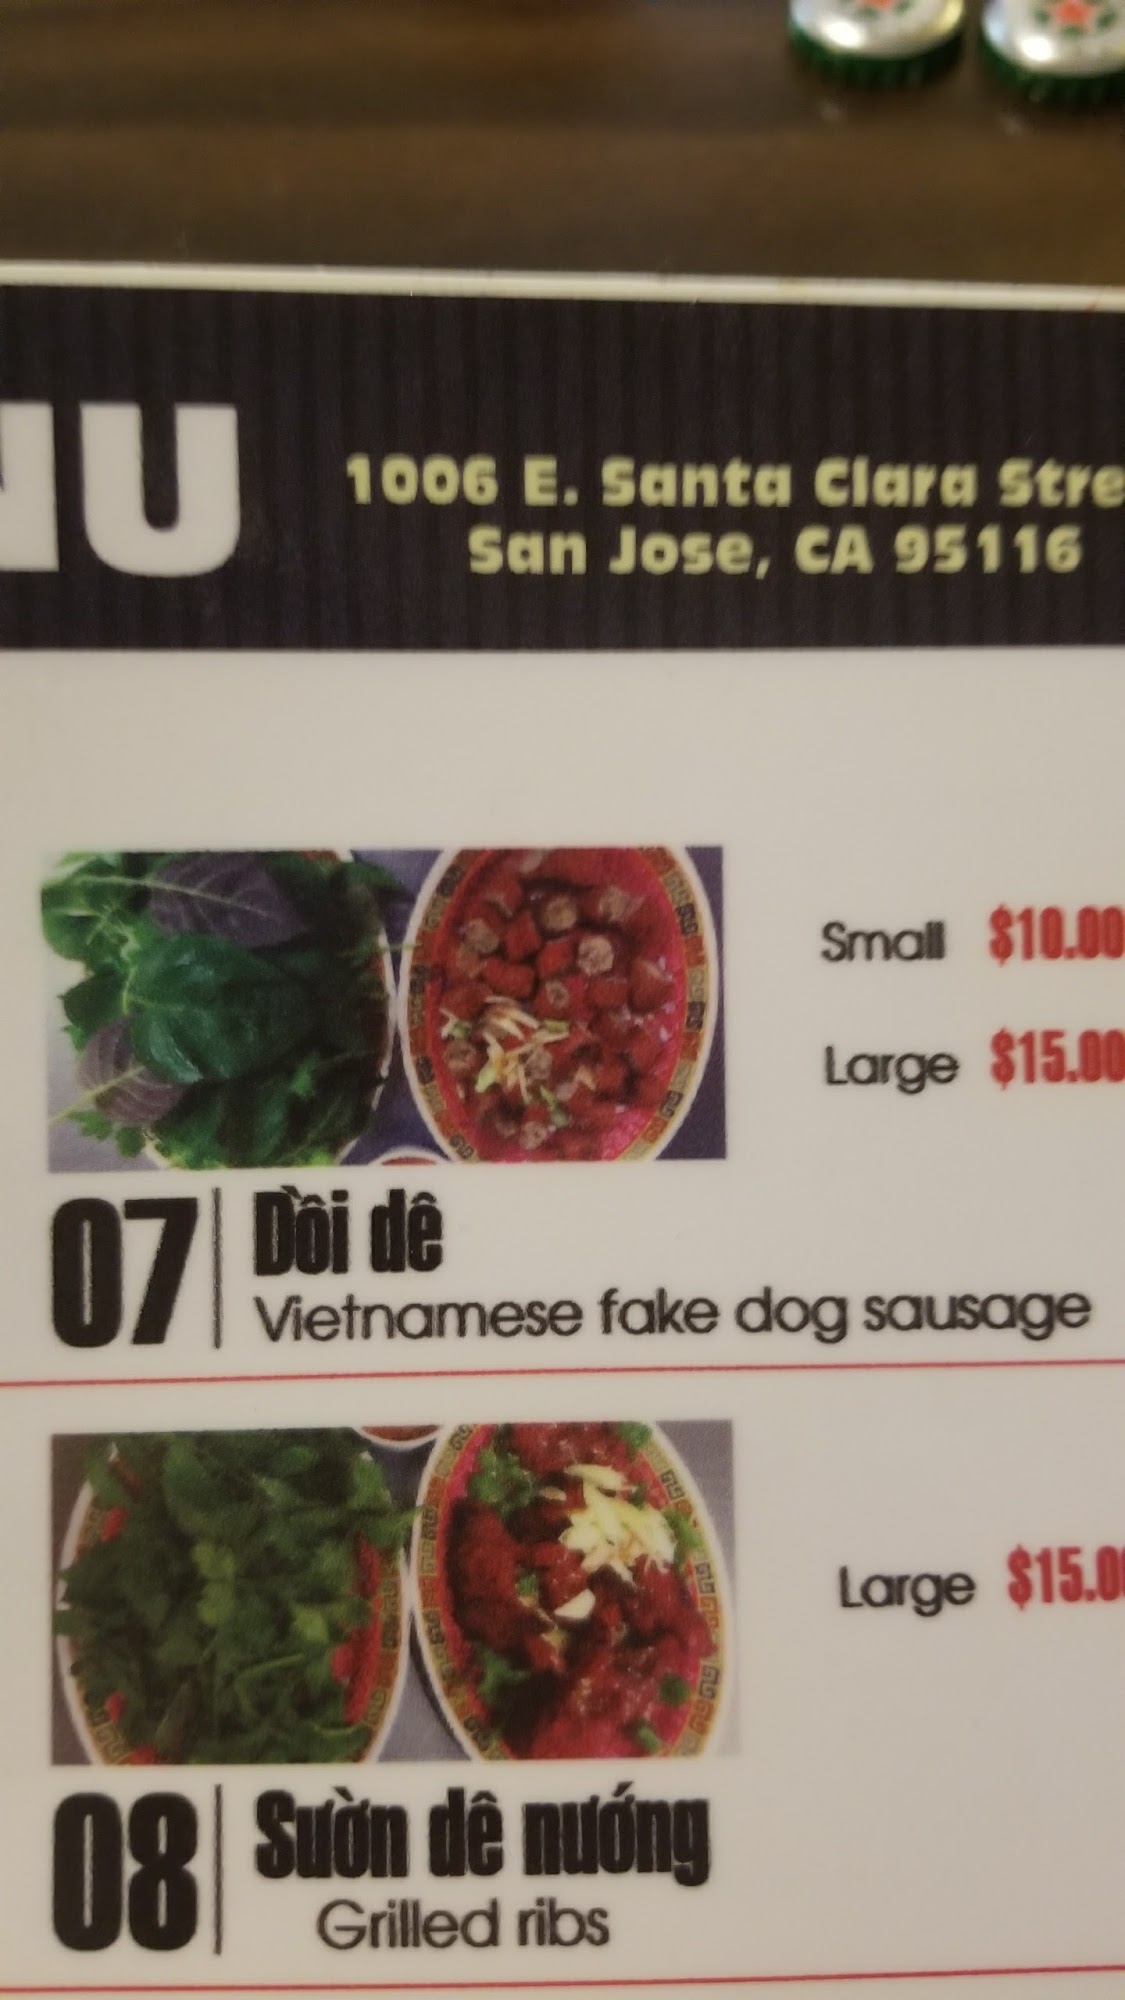 NU
1006 E. Santa Clara Stre
San Jose, CA 95116
Small $10.00
Large $15.00
07 Dồi dê
Vietnamese fake dog sausage
Large $15.0
08 Sườn dê nướng
Grilled ribs